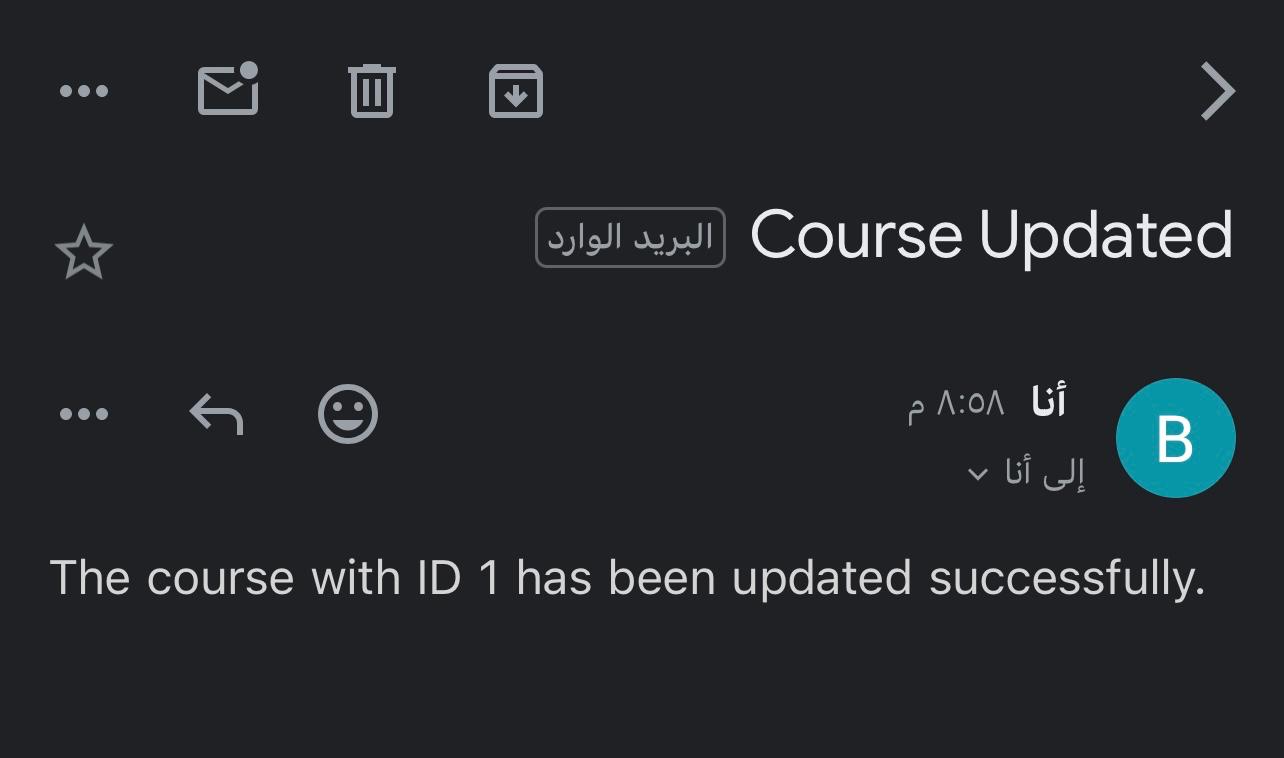 Course Updated البريد الوارد
B
أنا ٨:٥٨ م
إلى أنا
The course with ID 1 has been updated successfully.